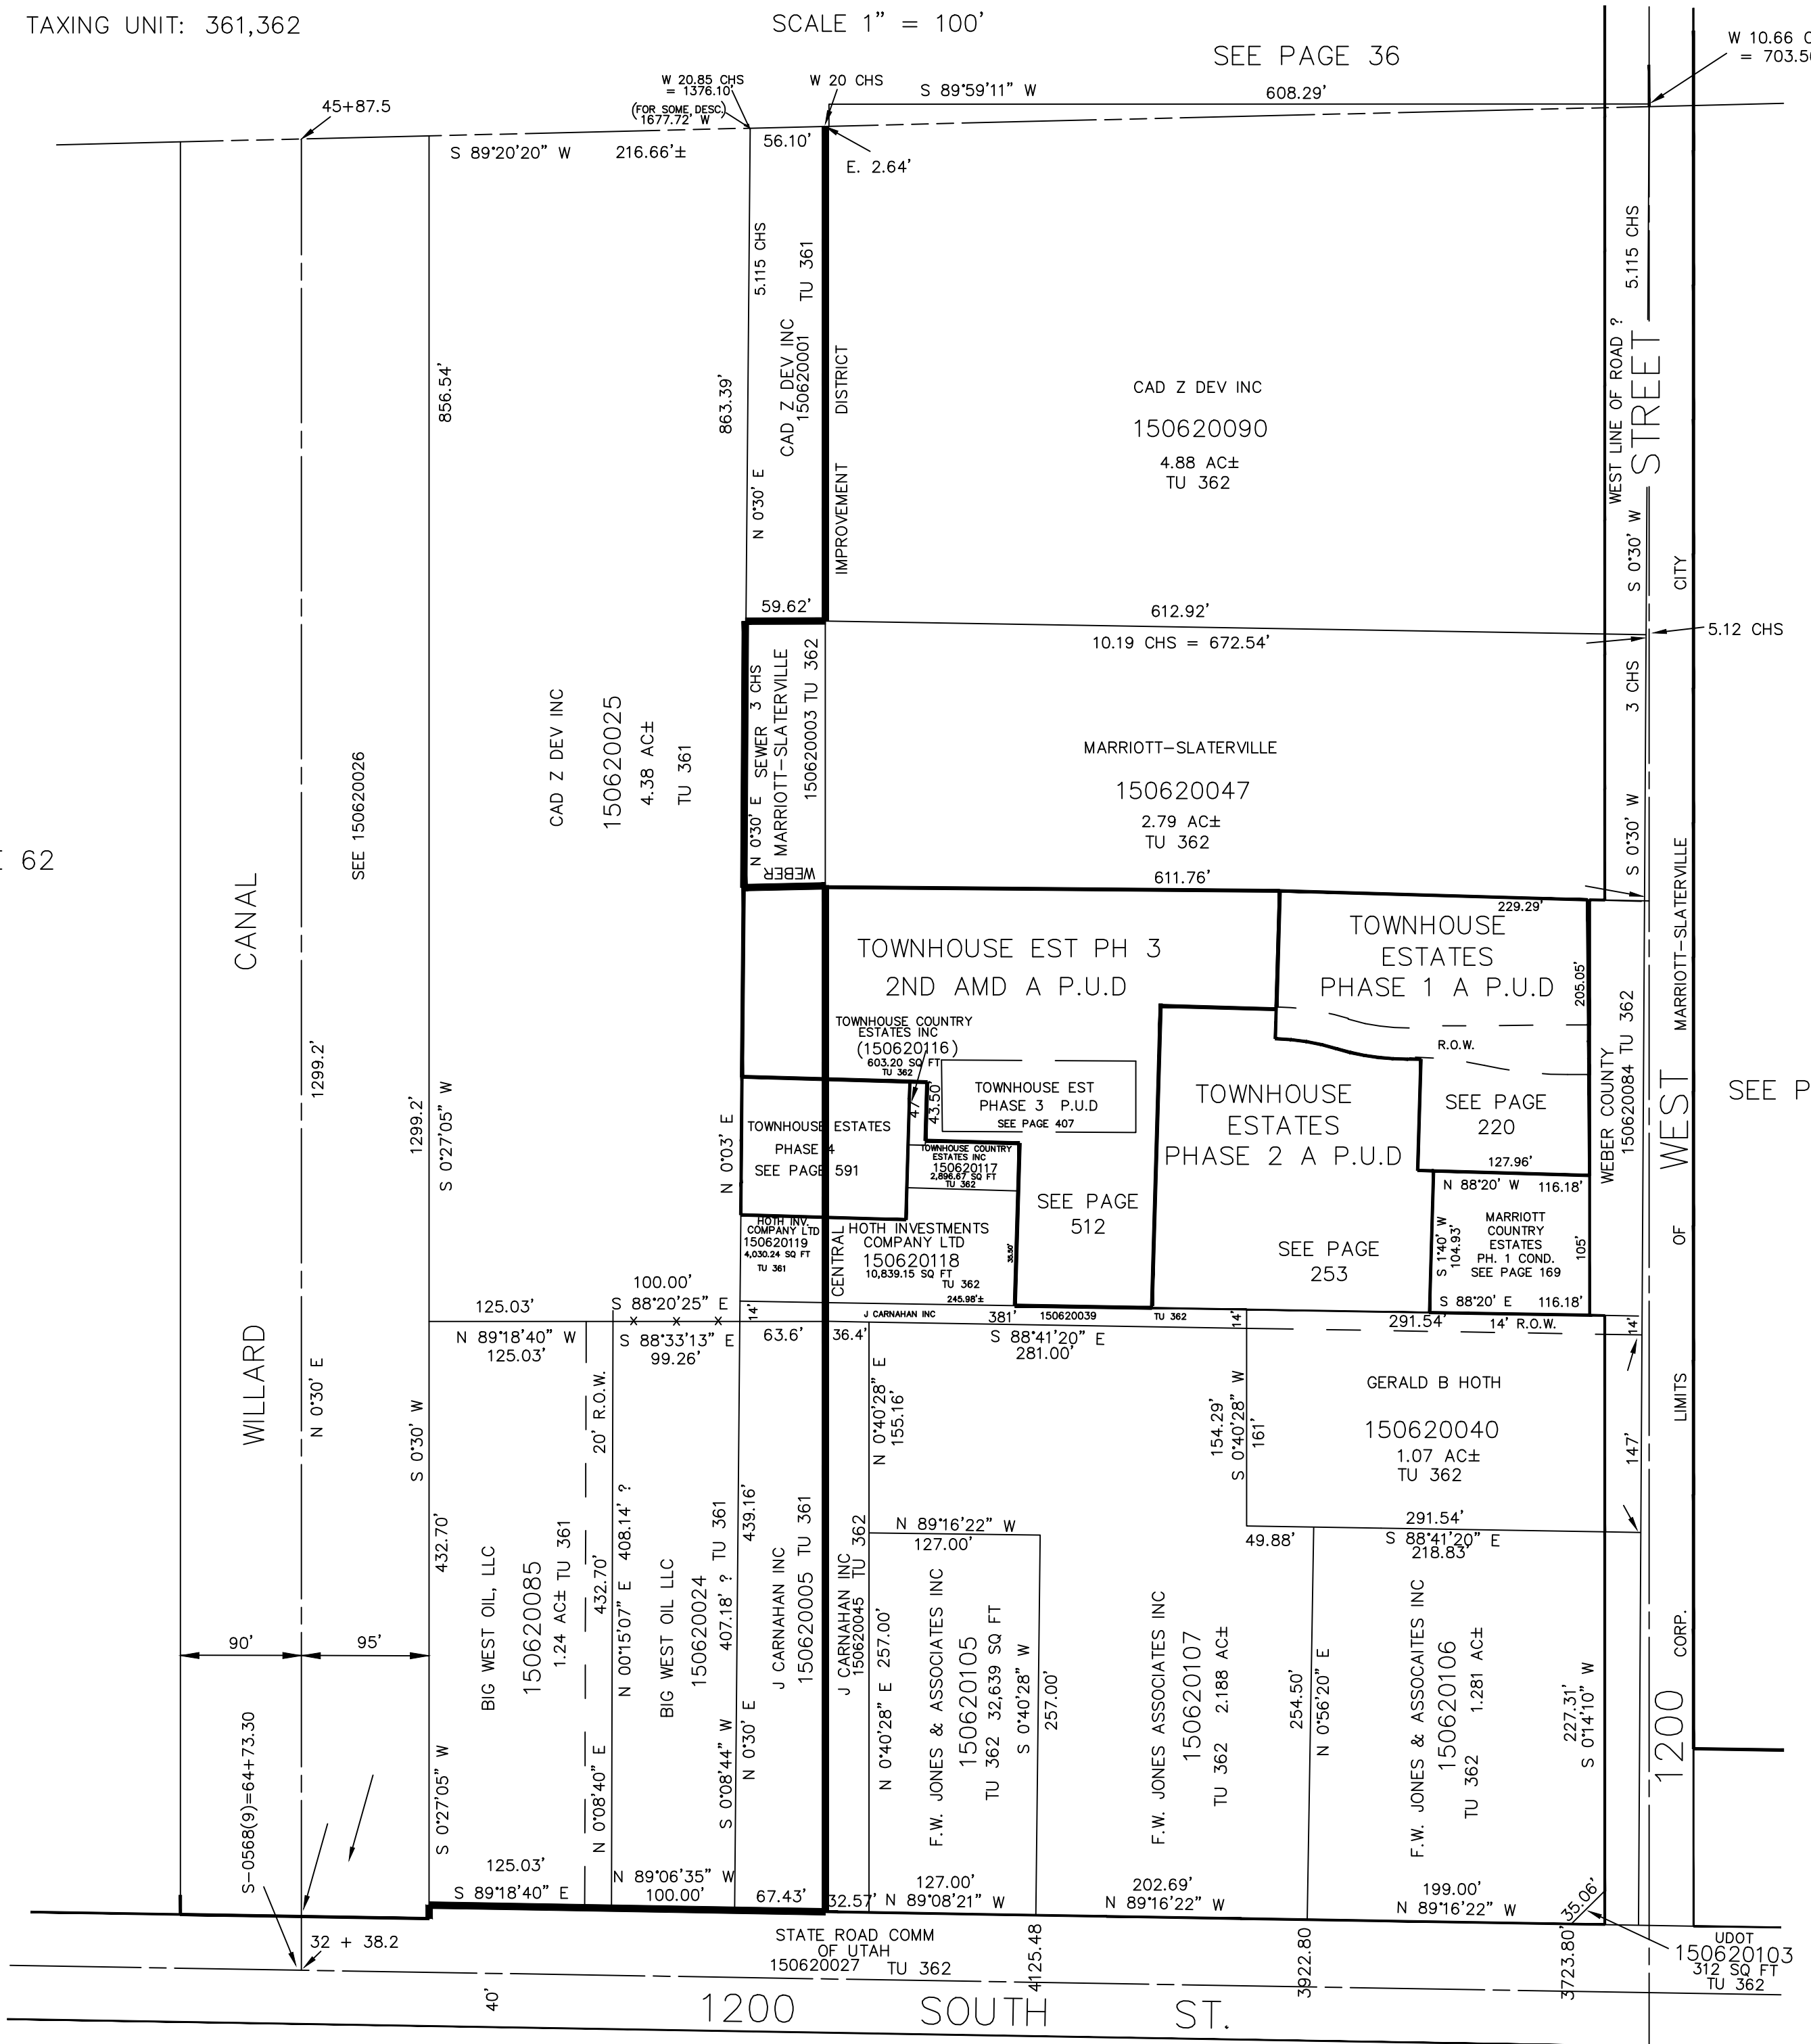 TAXING UNIT: 361,362
SCALE 1" = 100'
SEE PAGE 36
W 10.66 C
= 703.5
W 20.85 CHS
= 1376.10'
(FOR SOME DESC.)
1677.72' W
W 20 CHS
S 89°59'11" W
608.29'
45+87.5
S 89°20'20" W 216.66'±
56.10'
E. 2.64'
856.54'
863.39'
5.115 CHS
N 0°30' E
CAD Z DEV INC
150620001
TU 361
IMPROVEMENT DISTRICT
CAD Z DEV INC
150620090
4.88 AC±
TU 362
5.115 CHS
WEST LINE OF ROAD ?
S 0°30' W
STREET
CITY
59.62'
612.92'
10.19 CHS = 672.54'
5.12 CHS
3 CHS
S 0°30' W
N 0°30' E SEWER 3 CHS
MARRIOTT-SLATERVILLE
150620003 TU 362
WEBER
CAD Z DEV INC
150620025
4.38 AC±
TU 361
SEE 150620026
62
CANAL
MARRIOTT-SLATERVILLE
150620047
2.79 AC±
TU 362
611.76'
MARRIOTT-SLATERVILLE
229.29'
TOWNHOUSE
ESTATES
PHASE 1 A P.U.D
205.05'
R.O.W.
TOWNHOUSE EST PH 3
2ND AMD A P.U.D
TOWNHOUSE COUNTRY
ESTATES INC
(150620116)
603.20 SQ FT
TU 362
47'
43.50'
TOWNHOUSE EST
PHASE 3 P.U.D
SEE PAGE 407
TOWNHOUSE
ESTATES
PHASE 2 A P.U.D
SEE PAGE
220
127.96'
WEBER COUNTY
150620084 TU 362
WEST
SEE P
1299.2'
1299.2'
S 0°27'05" W
N 0°03' E
TOWNHOUSE ESTATES
PHASE 4
SEE PAGE 591
TOWNHOUSE COUNTRY
ESTATES INC
150620117
2,896.67 SQ FT
TU 362
SEE PAGE
512
SEE PAGE
253
N 88°20' W 116.18'
S 1°40' W
104.93'
MARRIOTT
COUNTRY
ESTATES
PH. 1 COND.
SEE PAGE 169
105'
S 88°20' E 116.18'
OF
HOTH INV.
COMPANY LTD
150620119
4,030.24 SQ FT
TU 361
CENTRAL
HOTH INVESTMENTS
COMPANY LTD
150620118
10,839.15 SQ FT
TU 362
245.98'±
100.00'
125.03'
S 88°20'25" E
14'
J CARNAHAN INC 381' 150620039 TU 362
14'
291.54'
14' R.O.W.
14'
N 89°18'40" W
125.03'
S 88°33'13" E
99.26'
63.6'
36.4'
S 88°41'20" E
281.00'
WILLARD
N 0°30' E
S 0°30' W
20' R.O.W.
N 0°40'28" E
155.16'
154.29'
S 0°40'28" W
161'
GERALD B HOTH
150620040
1.07 AC±
TU 362
147'
LIMITS
432.70'
BIG WEST OIL, LLC
150620085
1.24 AC± TU 361
432.70'
N 00°15'07" E 408.14' ?
BIG WEST OIL LLC
150620024
407.18' ? TU 361
439.16'
J CARNAHAN INC
150620005 TU 361
J CARNAHAN INC
150620045 TU 362
N 89°16'22" W
127.00'
49.88'
291.54'
S 88°41'20" E
218.83'
N 0°40'28" E 257.00'
F.W. JONES & ASSOCIATES INC
150620105
TU 362 32,639 SQ FT
S 0°40'28" W
257.00'
F.W. JONES ASSOCIATES INC
150620107
TU 362 2.188 AC±
254.50'
N 0°56'20" E
F.W. JONES & ASSOCAITES INC
150620106
TU 362 1.281 AC±
227.31'
S 0°14'10" W
CORP.
1200
90'
95'
S-0568(9)=64+73.30
S 0°27'05" W
N 0°08'40" E
S 0°08'44" W
N 0°30' E
125.03'
S 89°18'40" E
N 89°06'35" W
100.00'
67.43'
32.57'
127.00'
N 89°08'21" W
202.69'
N 89°16'22" W
199.00'
N 89°16'22" W
35.06'
32 + 38.2
STATE ROAD COMM
OF UTAH
150620027 TU 362
4125.48
3922.80
3723.80'
UDOT
150620103
312 SQ FT
TU 362
40'
1200 SOUTH ST.